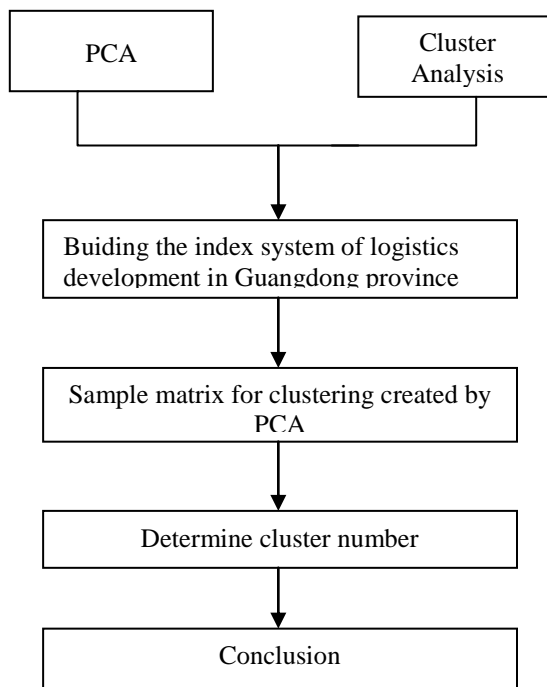 PCA
Cluster
Analysis
Buiding the index system of logistics
development in Guangdong province
Sample matrix for clustering created by
PCA
Determine cluster number
Conclusion